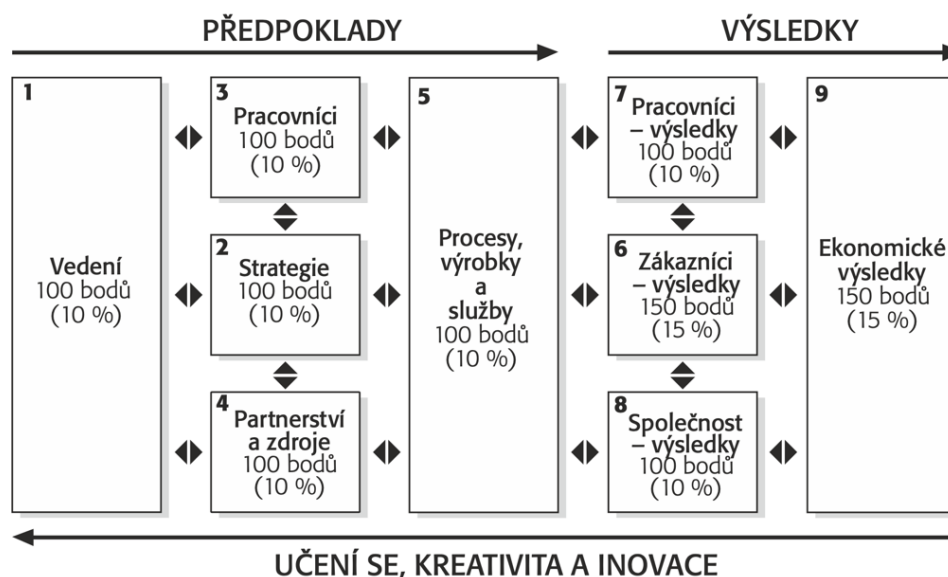 PŘEDPOKLADY
VÝSLEDKY
1
Vedení
100 bodů
(10 %)
3
Pracovníci
100 bodů
(10 %)
2
Strategie
100 bodů
(10 %)
4
Partnerství
a zdroje
100 bodů
(10 %)
5
Procesy,
výrobky
a
služby
100 bodů
(10 %)
7
Pracovníci
– výsledky
100 bodů
(10 %)
6
Zákazníci
– výsledky
150 bodů
(15 %)
8
Společnost
– výsledky
100 bodů
(10 %)
9
Ekonomické
výsledky
150 bodů
(15 %)
UČENÍ SE, KREATIVITA A INOVACE